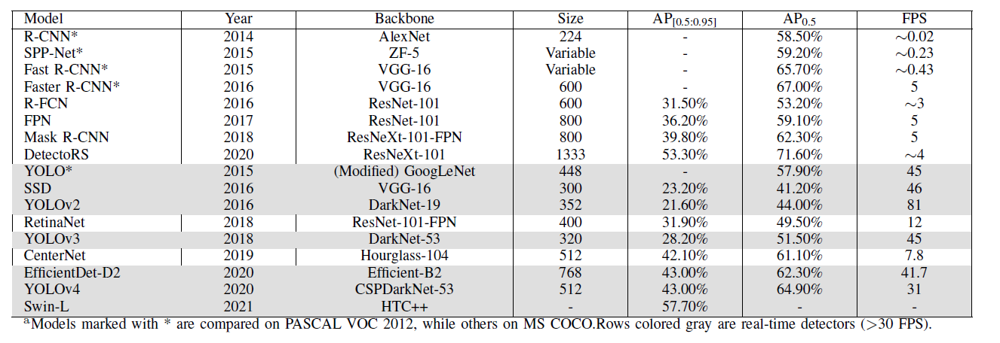 Model Year Backbone Size AP[0.5:0.95] AP0.5 FPS
R-CNN* 2014 AlexNet 224 - 58.50% ∼0.02
SPP-Net* 2015 ZF-5 Variable - 59.20% ∼0.23
Fast R-CNN* 2015 VGG-16 Variable - 65.70% ∼0.43
Faster R-CNN* 2016 VGG-16 600 - 67.00% 5
R-FCN 2016 ResNet-101 600 31.50% 53.20% ∼3
FPN 2017 ResNet-101 800 36.20% 59.10% 5
Mask R-CNN 2018 ResNeXt-101-FPN 800 39.80% 62.30% 5
DetectoRS 2020 ResNeXt-101 1333 53.30% 71.60% ∼4
YOLO* 2015 (Modified) GoogLeNet 448 - 57.90% 45
SSD 2016 VGG-16 300 23.20% 41.20% 46
YOLOv2 2016 DarkNet-19 352 21.60% 44.00% 81
RetinaNet 2018 ResNet-101-FPN 400 31.90% 49.50% 12
YOLOv3 2018 DarkNet-53 320 28.20% 51.50% 45
CenterNet 2019 Hourglass-104 512 42.10% 61.10% 7.8
EfficientDet-D2 2020 Efficient-B2 768 43.00% 62.30% 41.7
YOLOv4 2020 CSPDarkNet-53 512 43.00% 64.90% 31
Swin-L 2021 HTC++ - 57.70% - -
aModels marked with * are compared on PASCAL VOC 2012, while others on MS COCO.Rows colored gray are real-time detectors (>30 FPS).